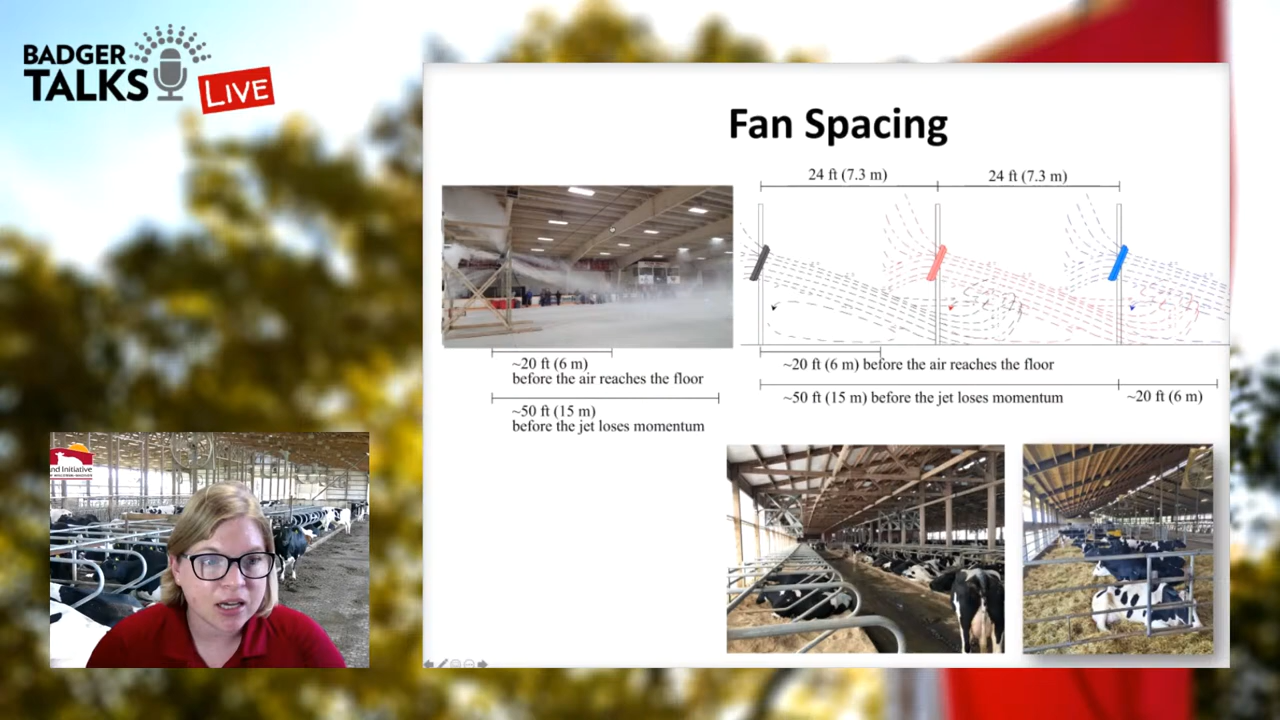 BADGER
TALKS
LIVE
Fan Spacing
24 ft (7.3 m)
24 ft (7.3 m)
~20 ft (6 m)
before the air reaches the floor
~50 ft (15 m)
before the jet loses momentum
~20 ft (6 m) before the air reaches the floor
~50 ft (15 m) before the jet loses momentum
~20 ft (6 m)
nd Initiative